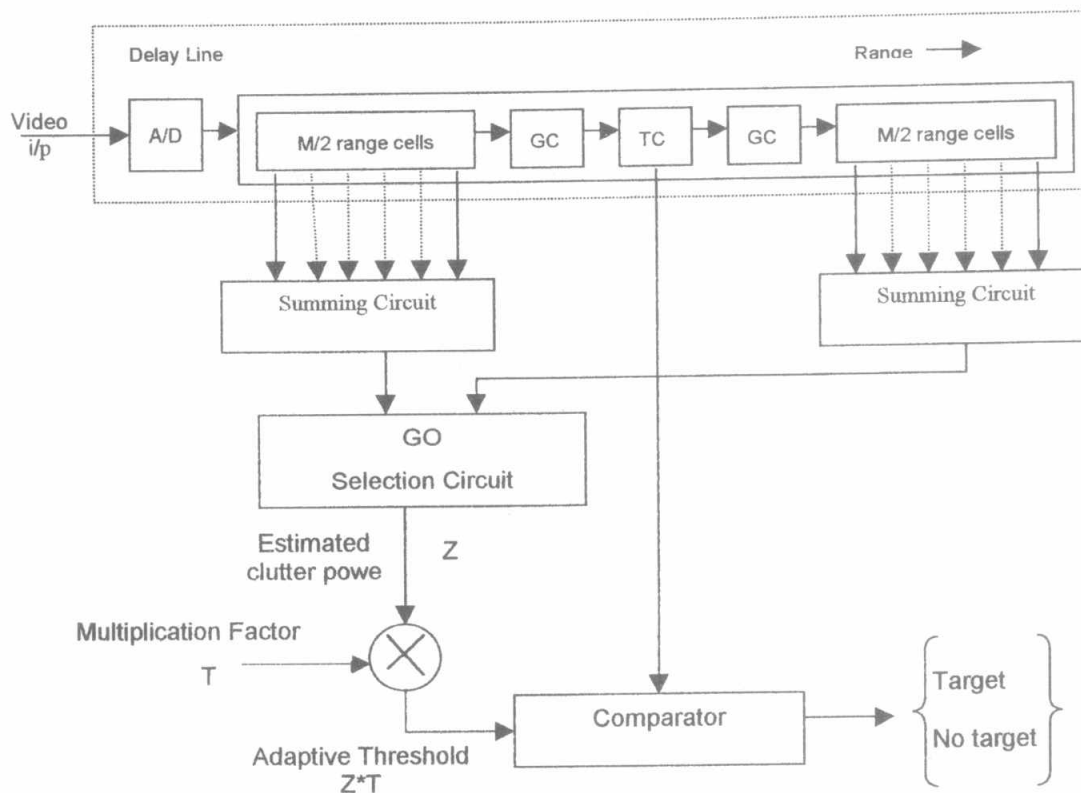 Delay Line
Range
Video
i/p
A/D
M/2 range cells
GC
TC
GC
M/2 range cells
Summing Circuit
Summing Circuit
GO
Selection Circuit
Estimated
clutter powe
Z
Multiplication Factor
T
Comparator
Target
No target
Adaptive Threshold
Z*T